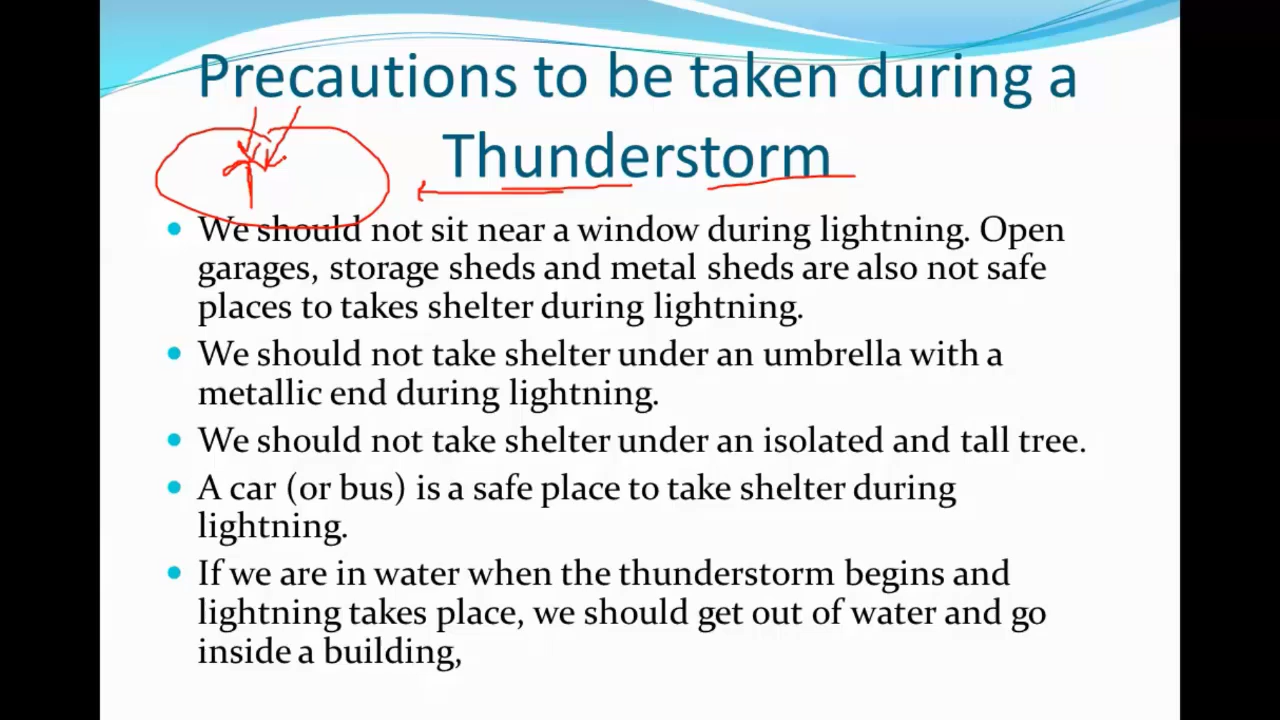 Precautions to be taken during a
Thunderstorm
• We should not sit near a window during lightning. Open
garages, storage sheds and metal sheds are also not safe
places to takes shelter during lightning.
• We should not take shelter under an umbrella with a
metallic end during lightning.
• We should not take shelter under an isolated and tall tree.
• A car (or bus) is a safe place to take shelter during
lightning.
• If we are in water when the thunderstorm begins and
lightning takes place, we should get out of water and go
inside a building,